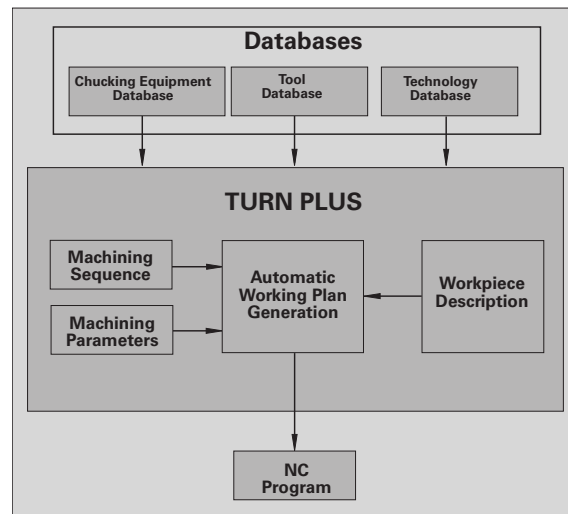 Databases
Chucking Equipment
Database
Tool
Database
Technology
Database
TURN PLUS
Machining
Sequence
Machining
Parameters
Automatic
Working Plan
Generation
Workpiece
Description
NC
Program